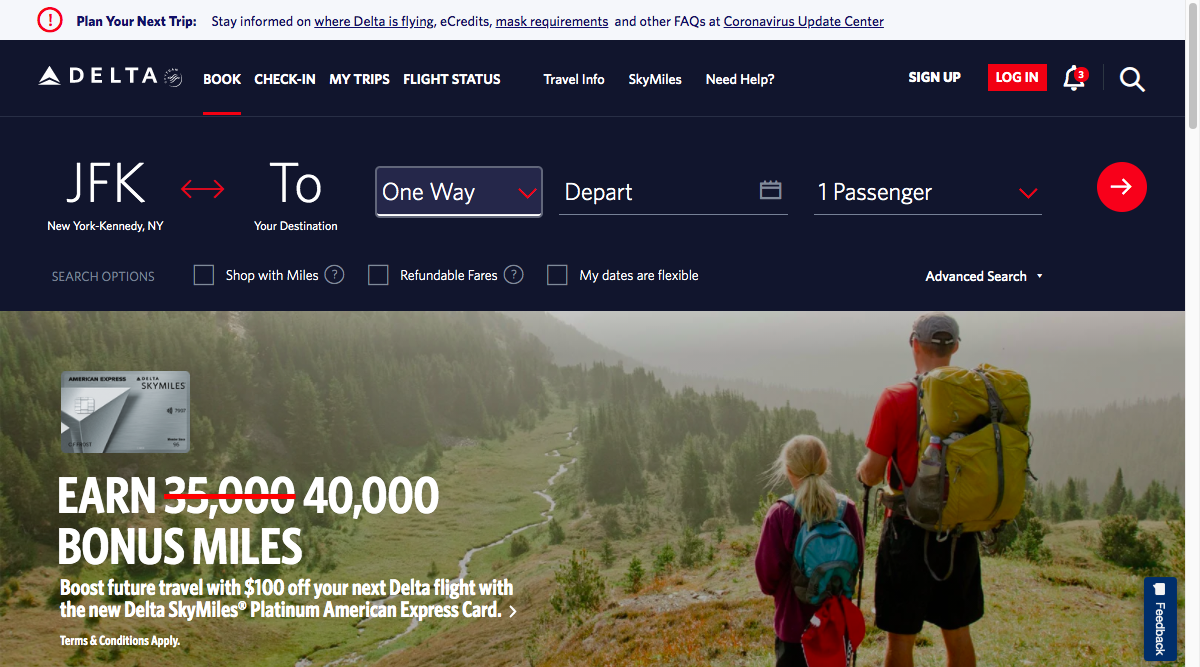 Plan Your Next Trip: Stay informed on where Delta is flying, eCredits, mask requirements and other FAQs at Coronavirus Update Center
DELTA BOOK CHECK-IN MY TRIPS FLIGHT STATUS Travel Info SkyMiles Need Help? SIGN UP LOG IN 3
JFK To One Way Depart 1 Passenger
New York-Kennedy, NY Your Destination
SEARCH OPTIONS Shop with Miles ? Refundable Fares ? My dates are flexible Advanced Search
AMERICAN EXPRESS DELTA
SKYMILES
EARN 35,000 40,000
BONUS MILES
Boost future travel with $100 off your next Delta flight with
the new Delta SkyMiles® Platinum American Express Card.
Terms & Conditions Apply.
Feedback